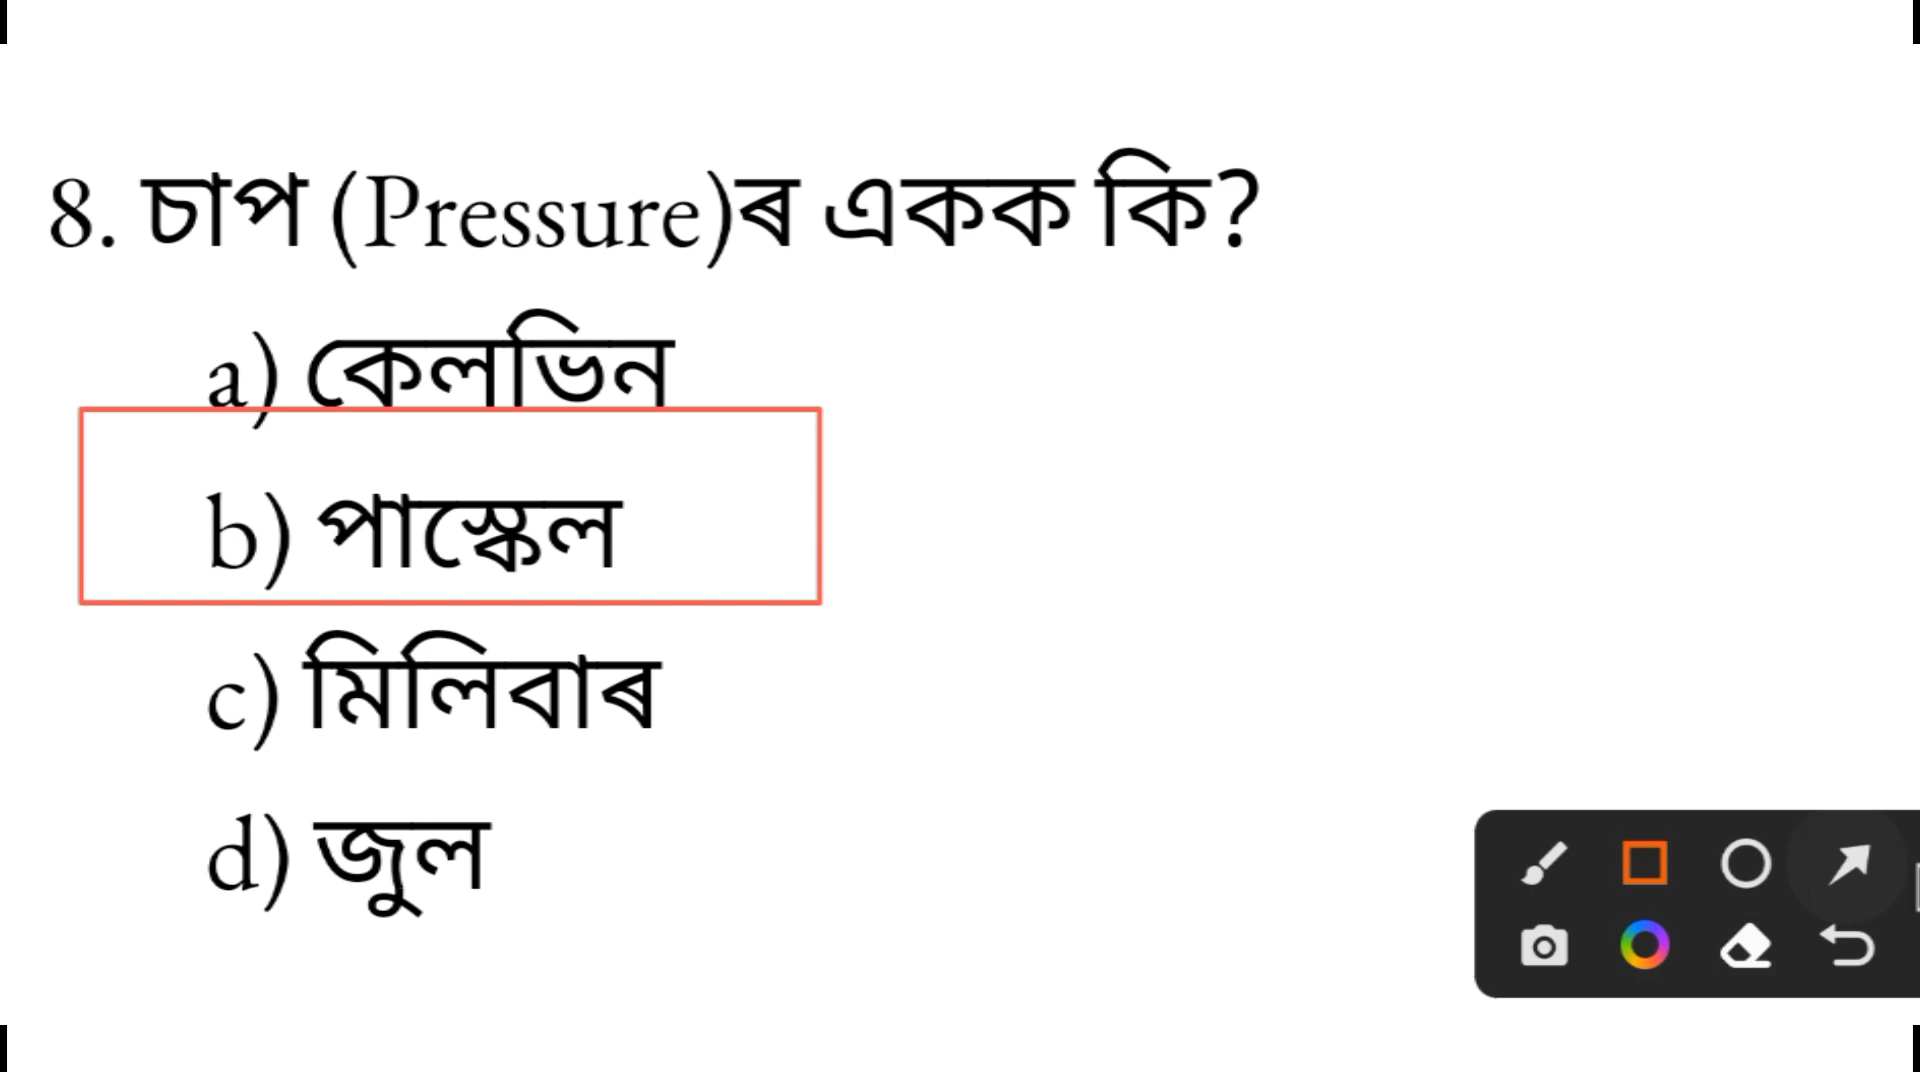 8. চাপ (Pressure)ৰ একক কি?
a) কেলভিন
b) পাস্কেল
c) মিলিবাৰ
d) জুল